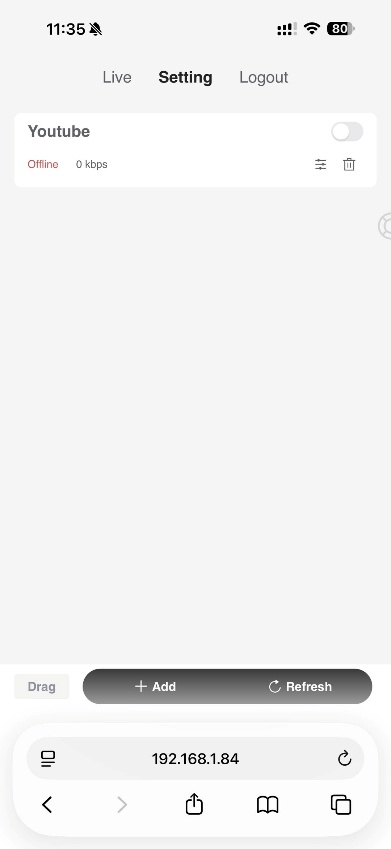 11:35 80
Live Setting Logout
Youtube
Offline 0 kbps
Drag + Add Refresh
192.168.1.84